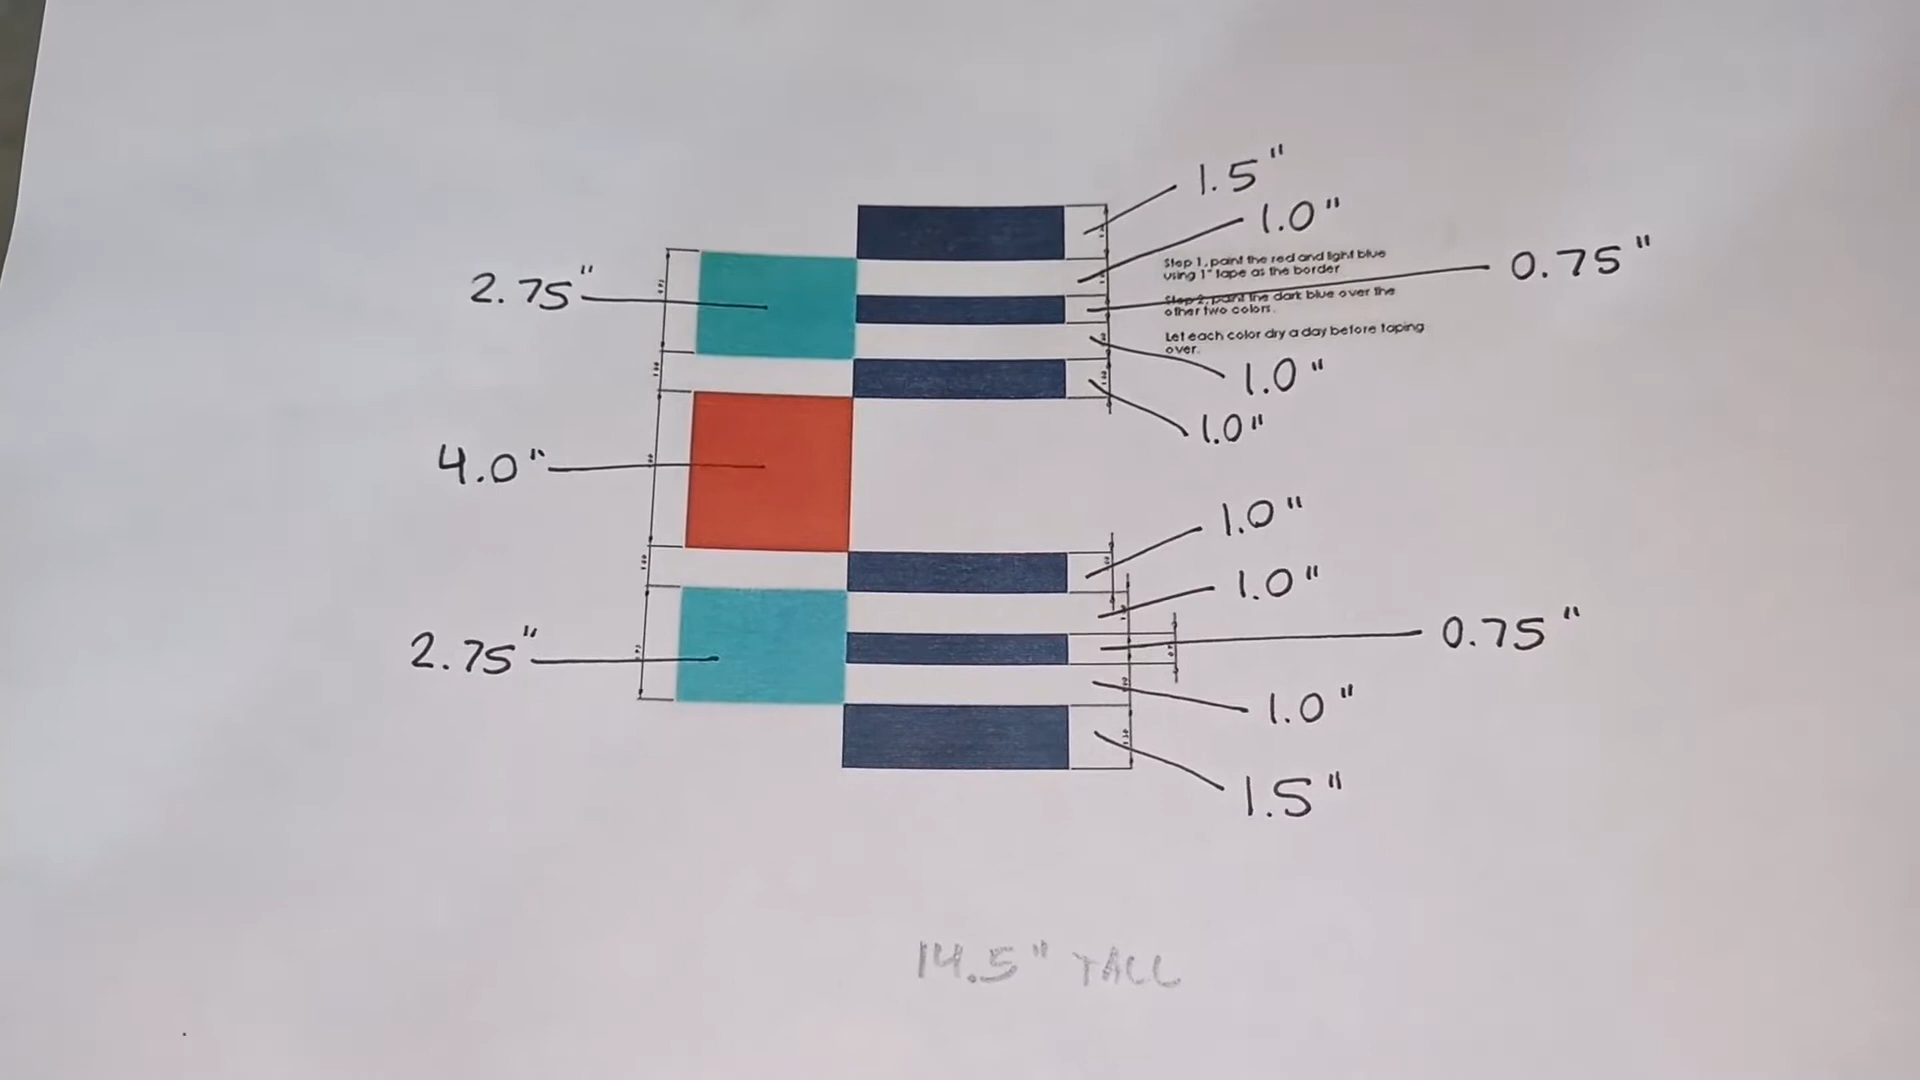 1.5"
1.0"
0.75"
Step 1, paint the red and light blue
using 1" tape as the border
2.75"
Step 2, paint the dark blue over the
other two colors.
Let each color dry a day before taping
over.
1.0"
1.0"
4.0"
1.0"
1.0"
0.75"
2.75"
1.0"
1.5"
14.5" TALL